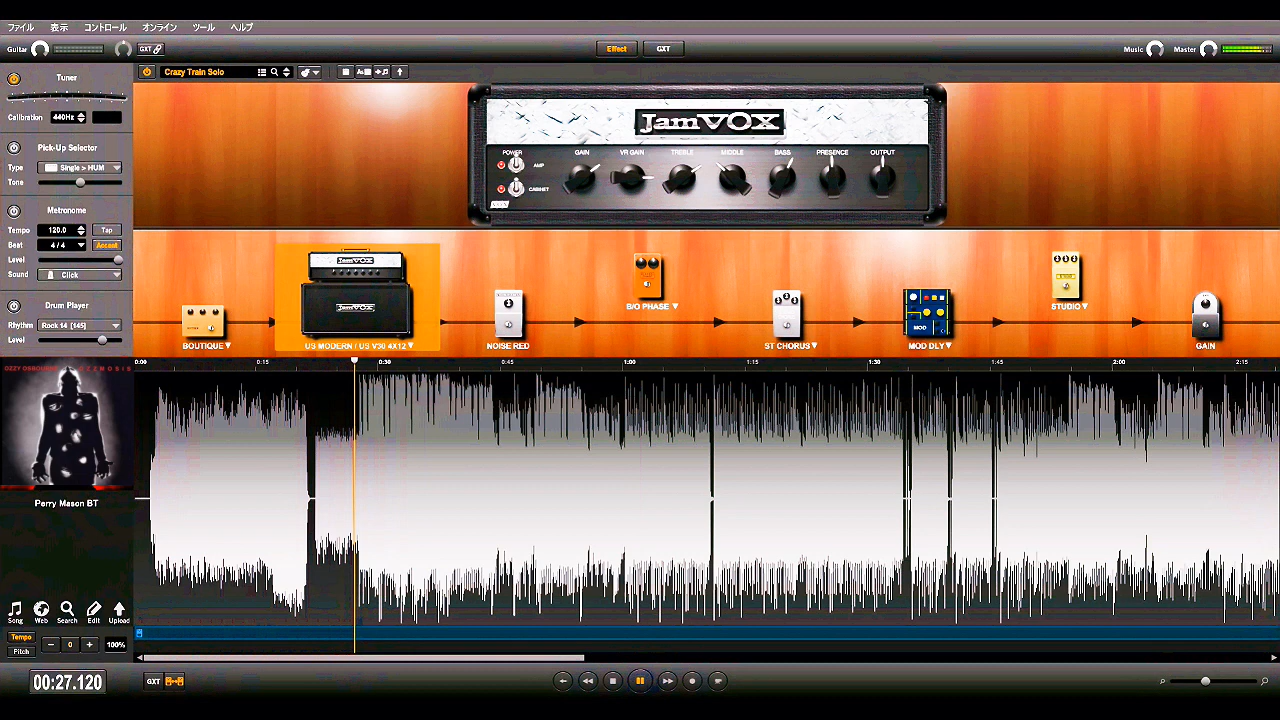 ファイル 表示 コントロール オンライン ツール ヘルプ
Guitar GXT Effect GXT Music Master
Tuner
Calibration 440Hz
Pick-Up Selector
Type Single > HUM
Tone
Metronome
Tempo 120.0 Tap
Beat 4 / 4 Accent
Level
Sound Click
Drum Player
Rhythm Rock 14 [145]
Level
Crazy Train Solo
JamVOX
POWER GAIN VR GAIN TREBLE MIDDLE BASS PRESENCE OUTPUT
AMP
CABINET
VOX
JamVOX
JamVOX
MOD
B/O PHASE ▼ STUDIO ▼
BOUTIQUE ▼ US MODERN / US V30 4X12 ▼ NOISE RED ST CHORUS ▼ MOD DLY ▼ GAIN
0:00 0:15 0:30 0:45 1:00 1:15 1:30 1:45 2:00 2:15
OZZY OSBOURNE OZZMOSIS
Perry Mason BT
Song Web Search Edit Upload
Tempo
Pitch
− 0 + 100%
00:27.120 GXT